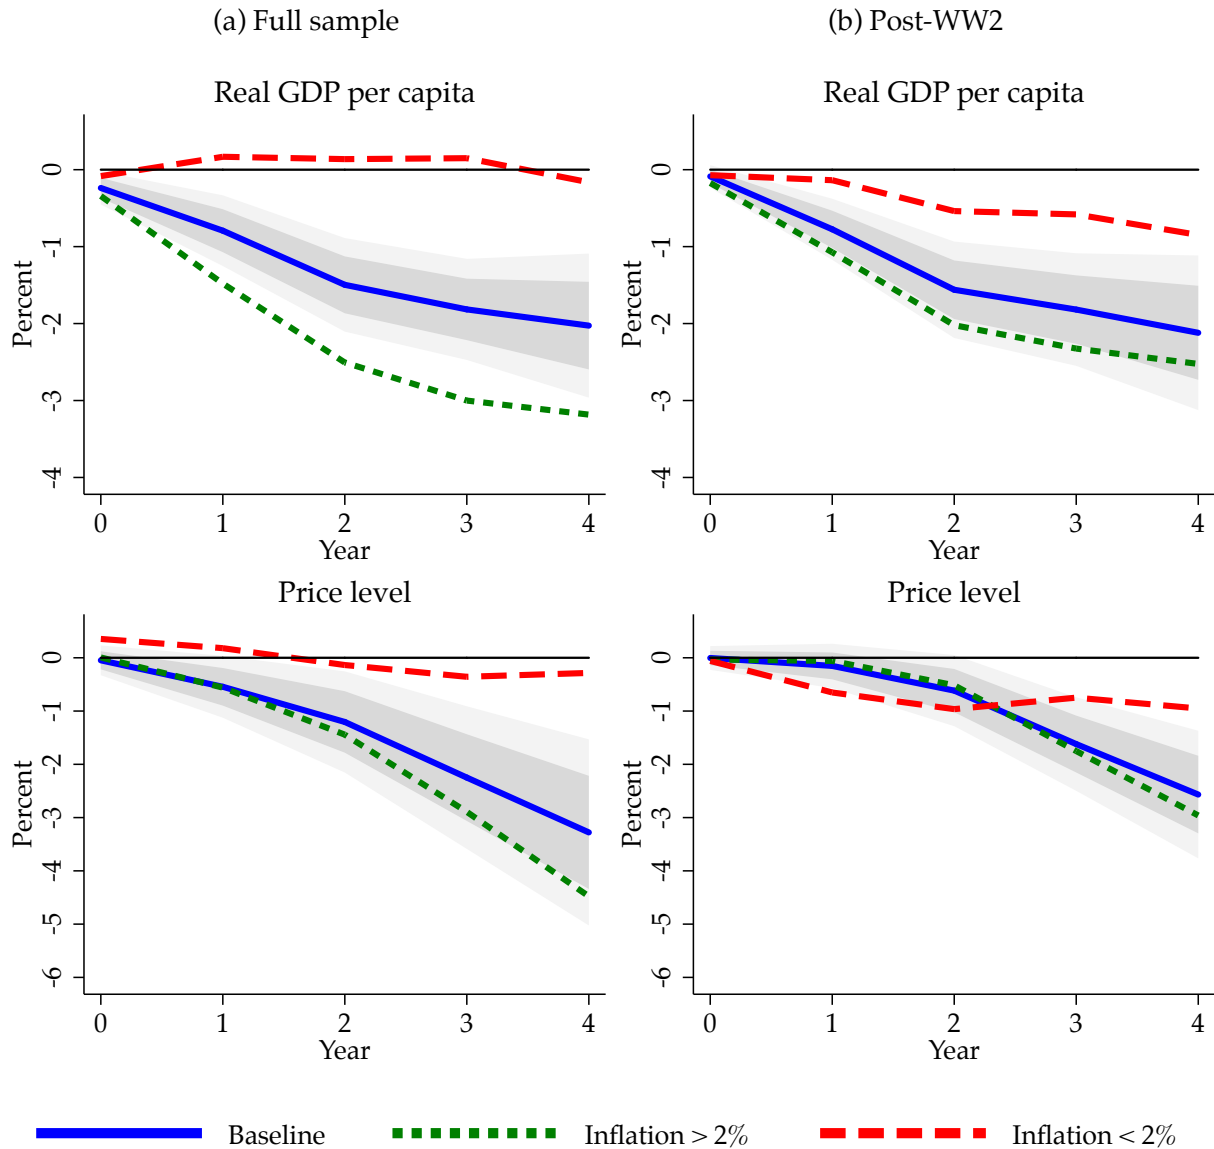 (a) Full sample
(b) Post-WW2
Real GDP per capita
Percent
0
-1
-2
-3
-4
0 1 2 3 4
Year
Real GDP per capita
Percent
0
-1
-2
-3
-4
0 1 2 3 4
Year
Price level
Percent
0
-1
-2
-3
-4
-5
-6
0 1 2 3 4
Year
Price level
Percent
0
-1
-2
-3
-4
-5
-6
0 1 2 3 4
Year
Baseline
Inflation > 2%
Inflation < 2%